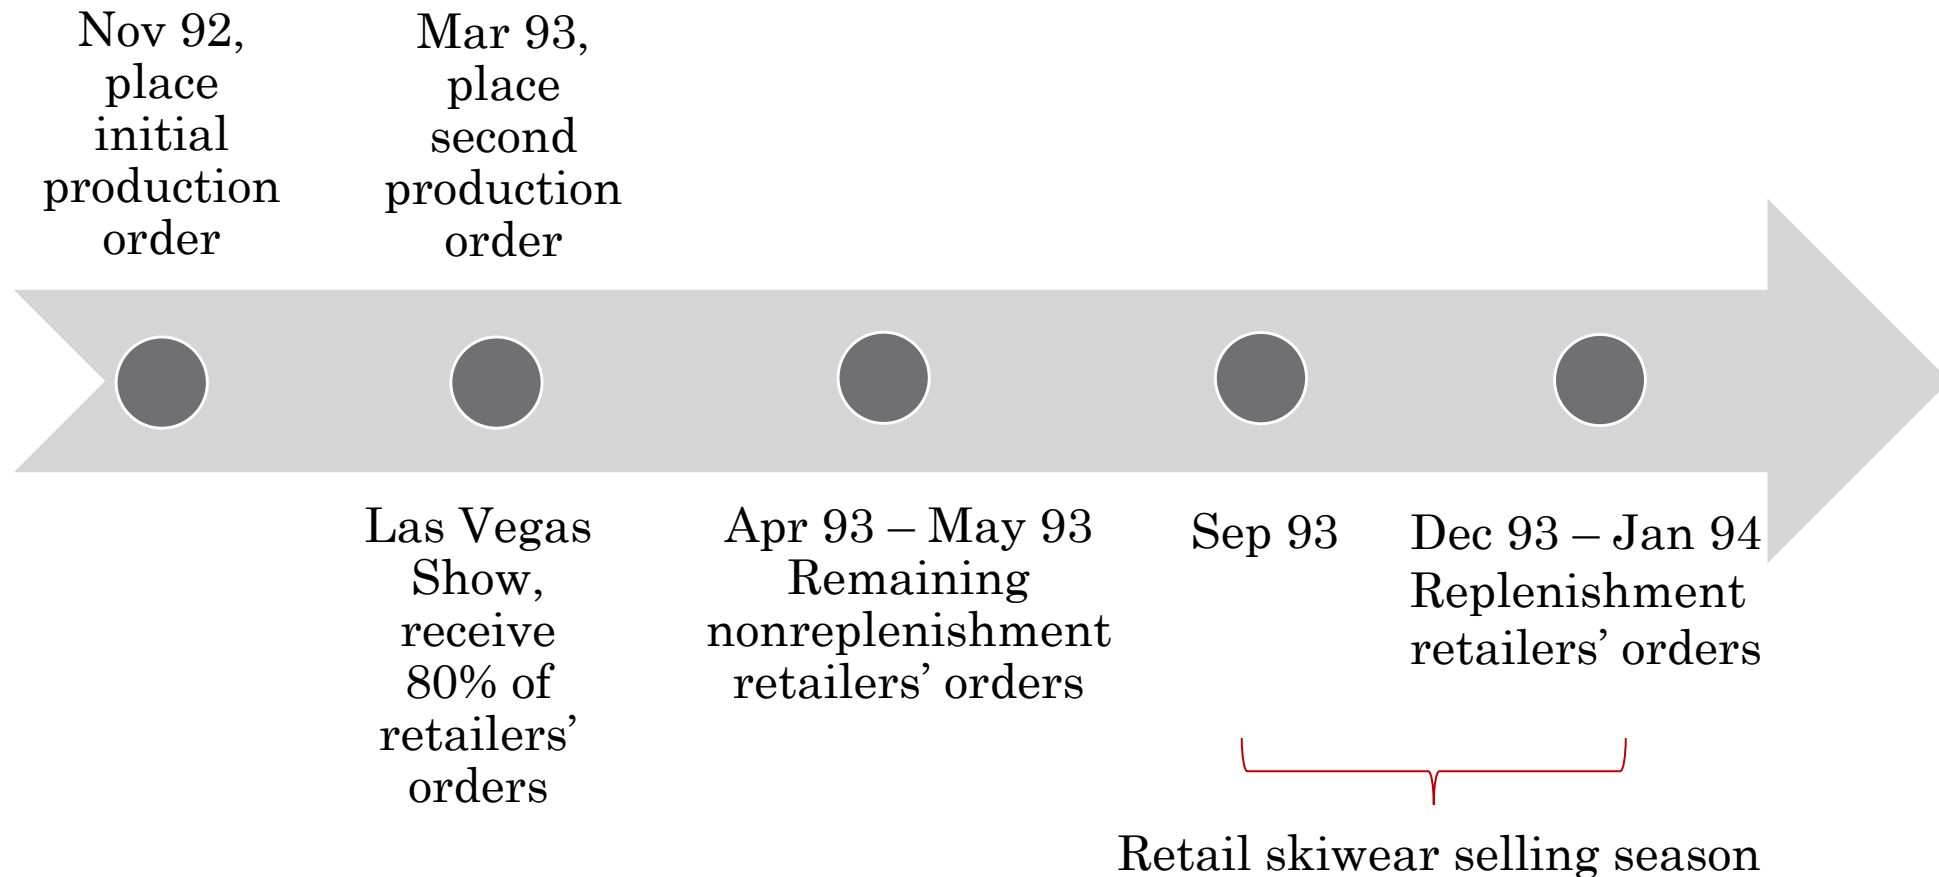 Nov 92,
place
initial
production
order
Mar 93,
place
second
production
order
Las Vegas
Show,
receive
80% of
retailers’
orders
Apr 93 – May 93
Remaining
nonreplenishment
retailers’ orders
Sep 93
Dec 93 – Jan 94
Replenishment
retailers’ orders
Retail skiwear selling season